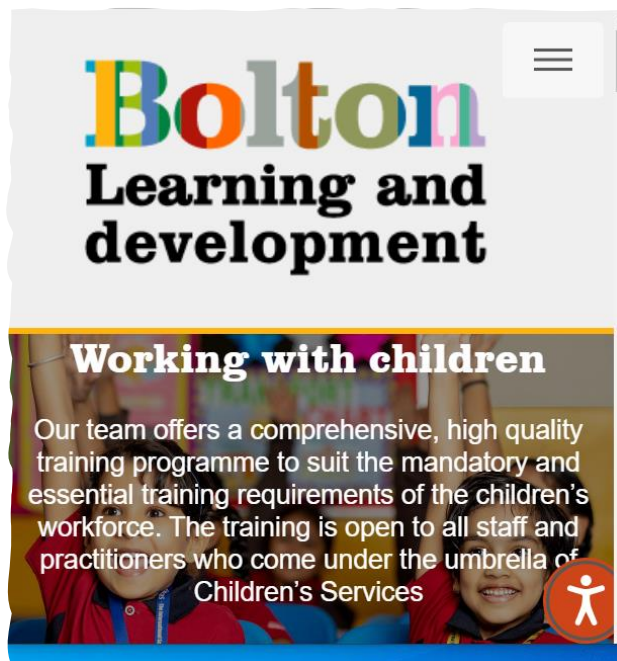 Bolton
Learning and
development
Working with children
Our team offers a comprehensive, high quality
training programme to suit the mandatory and
essential training requirements of the children's
workforce. The training is open to all staff and
practitioners who come under the umbrella of
Children's Services